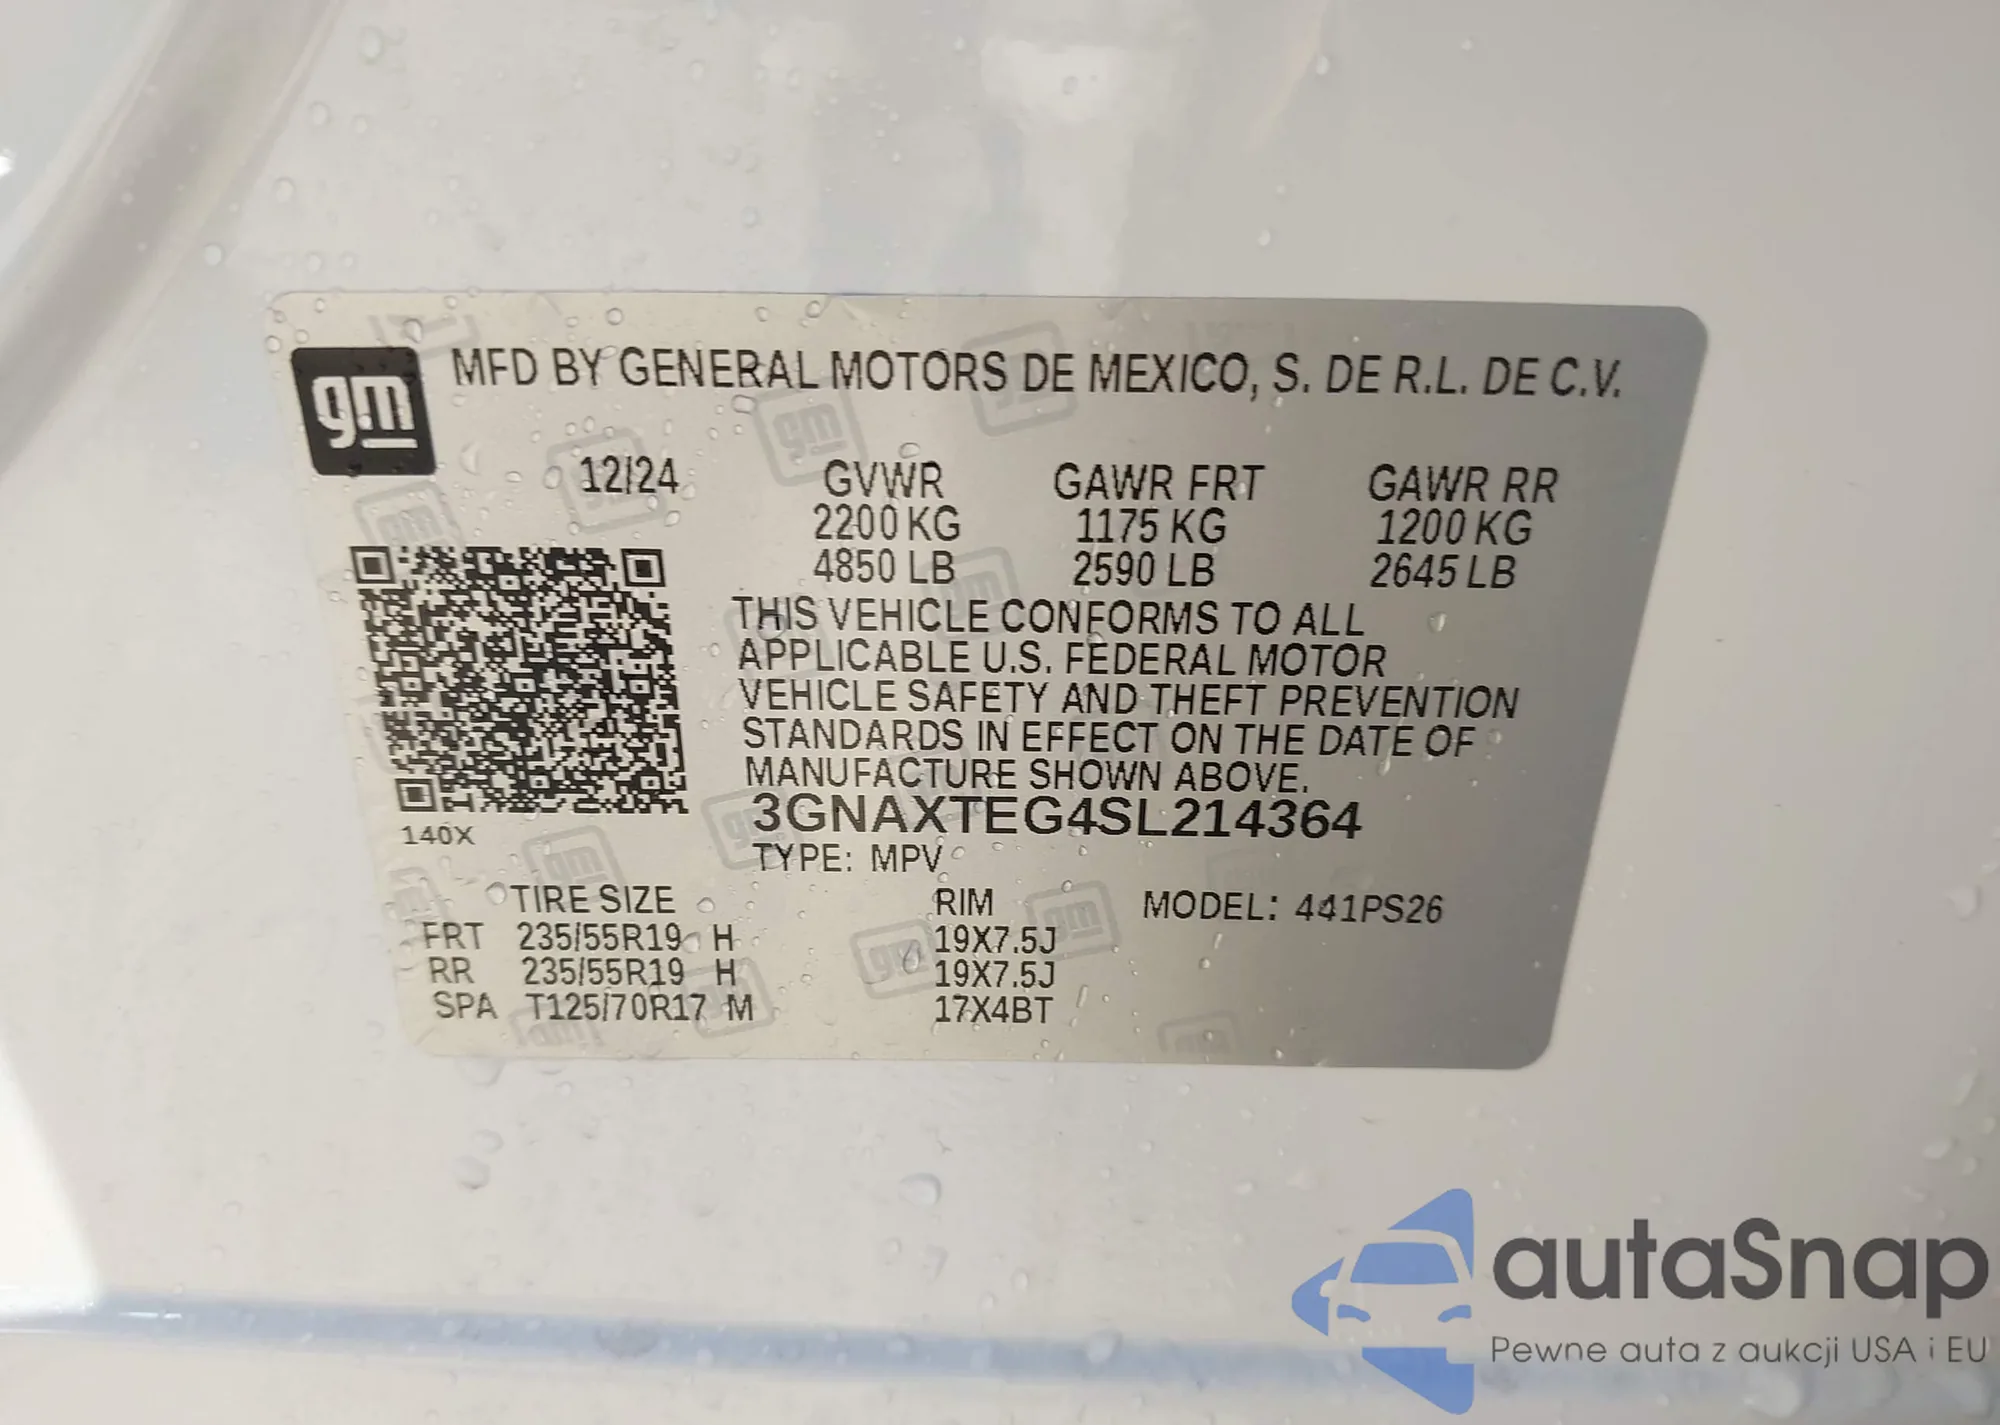 gm
MFD BY GENERAL MOTORS DE MEXICO, S. DE R.L. DE C.V.
12/24 GVWR GAWR FRT GAWR RR
2200 KG 1175 KG 1200 KG
4850 LB 2590 LB 2645 LB
THIS VEHICLE CONFORMS TO ALL
APPLICABLE U.S. FEDERAL MOTOR
VEHICLE SAFETY AND THEFT PREVENTION
STANDARDS IN EFFECT ON THE DATE OF
MANUFACTURE SHOWN ABOVE.
3GNAXTEG4SL214364
140X
TYPE: MPV
TIRE SIZE RIM MODEL: 441PS26
FRT 235/55R19 H 19X7.5J
RR 235/55R19 H 19X7.5J
SPA T125/70R17 M 17X4BT
autaSnap
Pewne auta z aukcji USA i EU